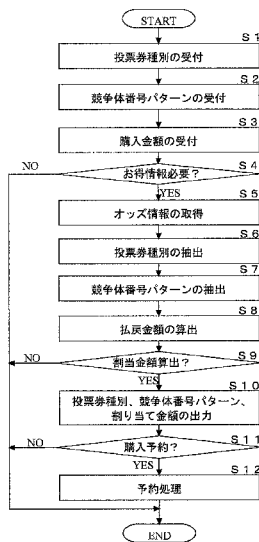 START
S1
投票券種別の受付
S2
競争体番号パターンの受付
S3
購入金額の受付
S4
NO
お得情報必要？
YES
S5
オッズ情報の取得
S6
投票券種別の抽出
S7
競争体番号パターンの抽出
S8
払戻金額の算出
S9
NO
割当金額算出？
YES
S10
投票券種別、競争体番号パターン、
割り当て金額の出力
S11
NO
購入予約？
YES
S12
予約処理
END